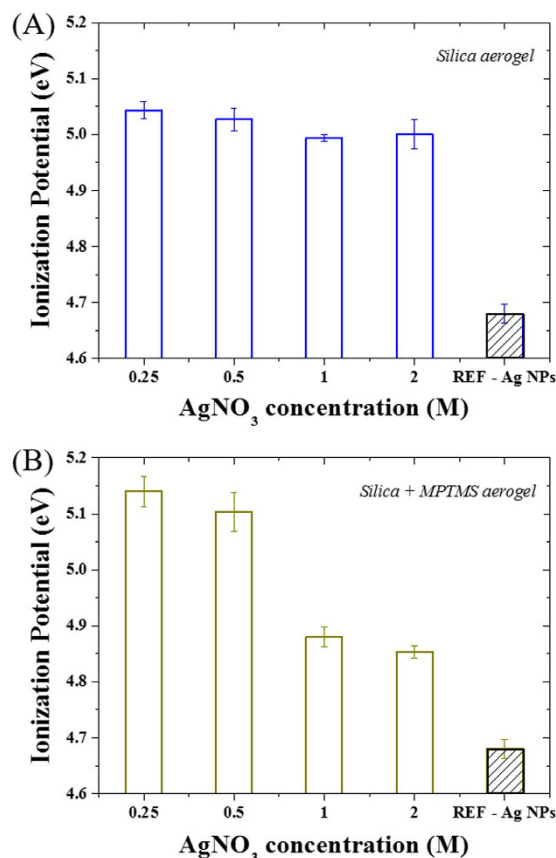 (A)
Silica aerogel
Ionization Potential (eV)
5.2
5.1
5.0
4.9
4.8
4.7
4.6
0.25 0.5 1 2 REF - Ag NPs
AgNO₃ concentration (M)
(B)
Silica + MPTMS aerogel
Ionization Potential (eV)
5.2
5.1
5.0
4.9
4.8
4.7
4.6
0.25 0.5 1 2 REF - Ag NPs
AgNO₃ concentration (M)